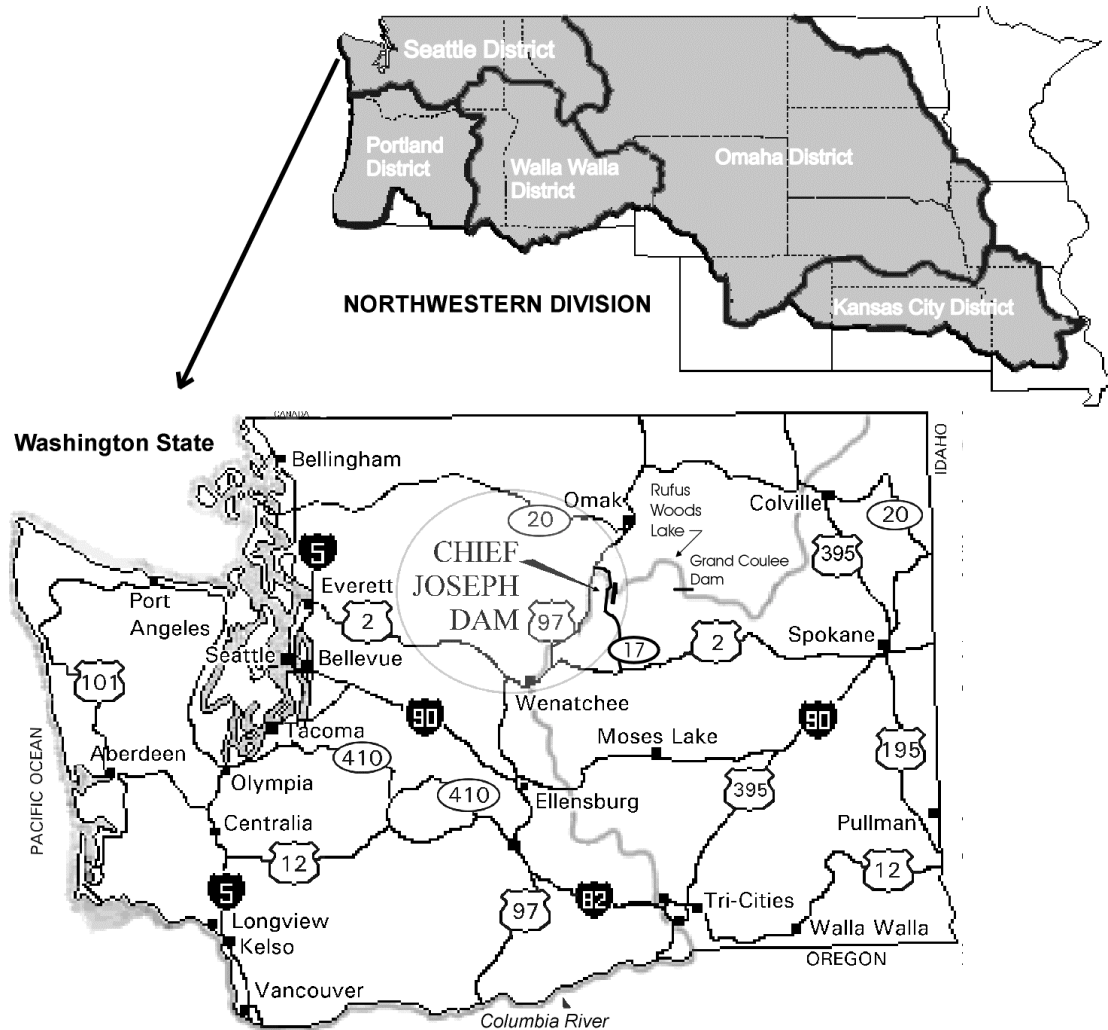 Seattle District
Portland
District
Walla Walla
District
Omaha District
Kansas City District
NORTHWESTERN DIVISION
Washington State
CANADA
IDAHO
Bellingham
Omak
Rufus
Woods
Lake
Colville
20
20
5
395
CHIEF
JOSEPH
DAM
Grand Coulee
Dam
Everett
Port
Angeles
2
97
17
2
Spokane
Seattle
Bellevue
101
Wenatchee
90
90
Tacoma
Moses Lake
195
PACIFIC OCEAN
Aberdeen
410
Olympia
410
Ellensburg
395
Centralia
Pullman
12
12
5
97
82
Tri-Cities
Longview
Kelso
Walla Walla
OREGON
Vancouver
Columbia River